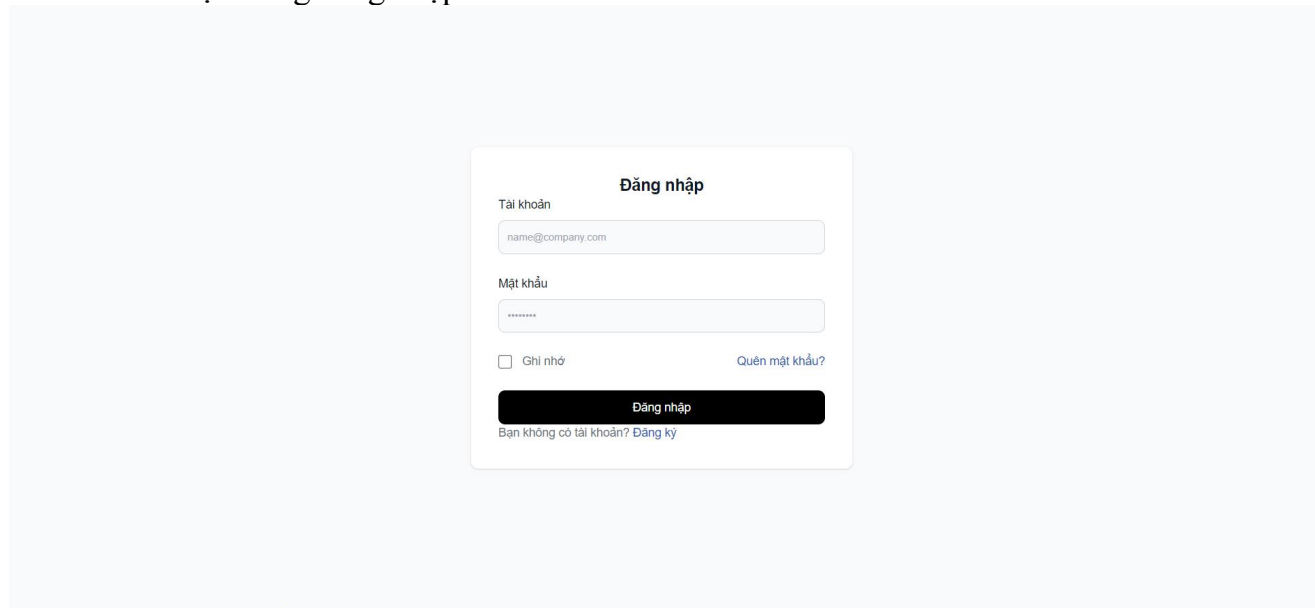 Đăng nhập
Tài khoản
name@company.com
Mật khẩu
••••••••
Ghi nhớ Quên mật khẩu?
Đăng nhập
Bạn không có tài khoản? Đăng ký